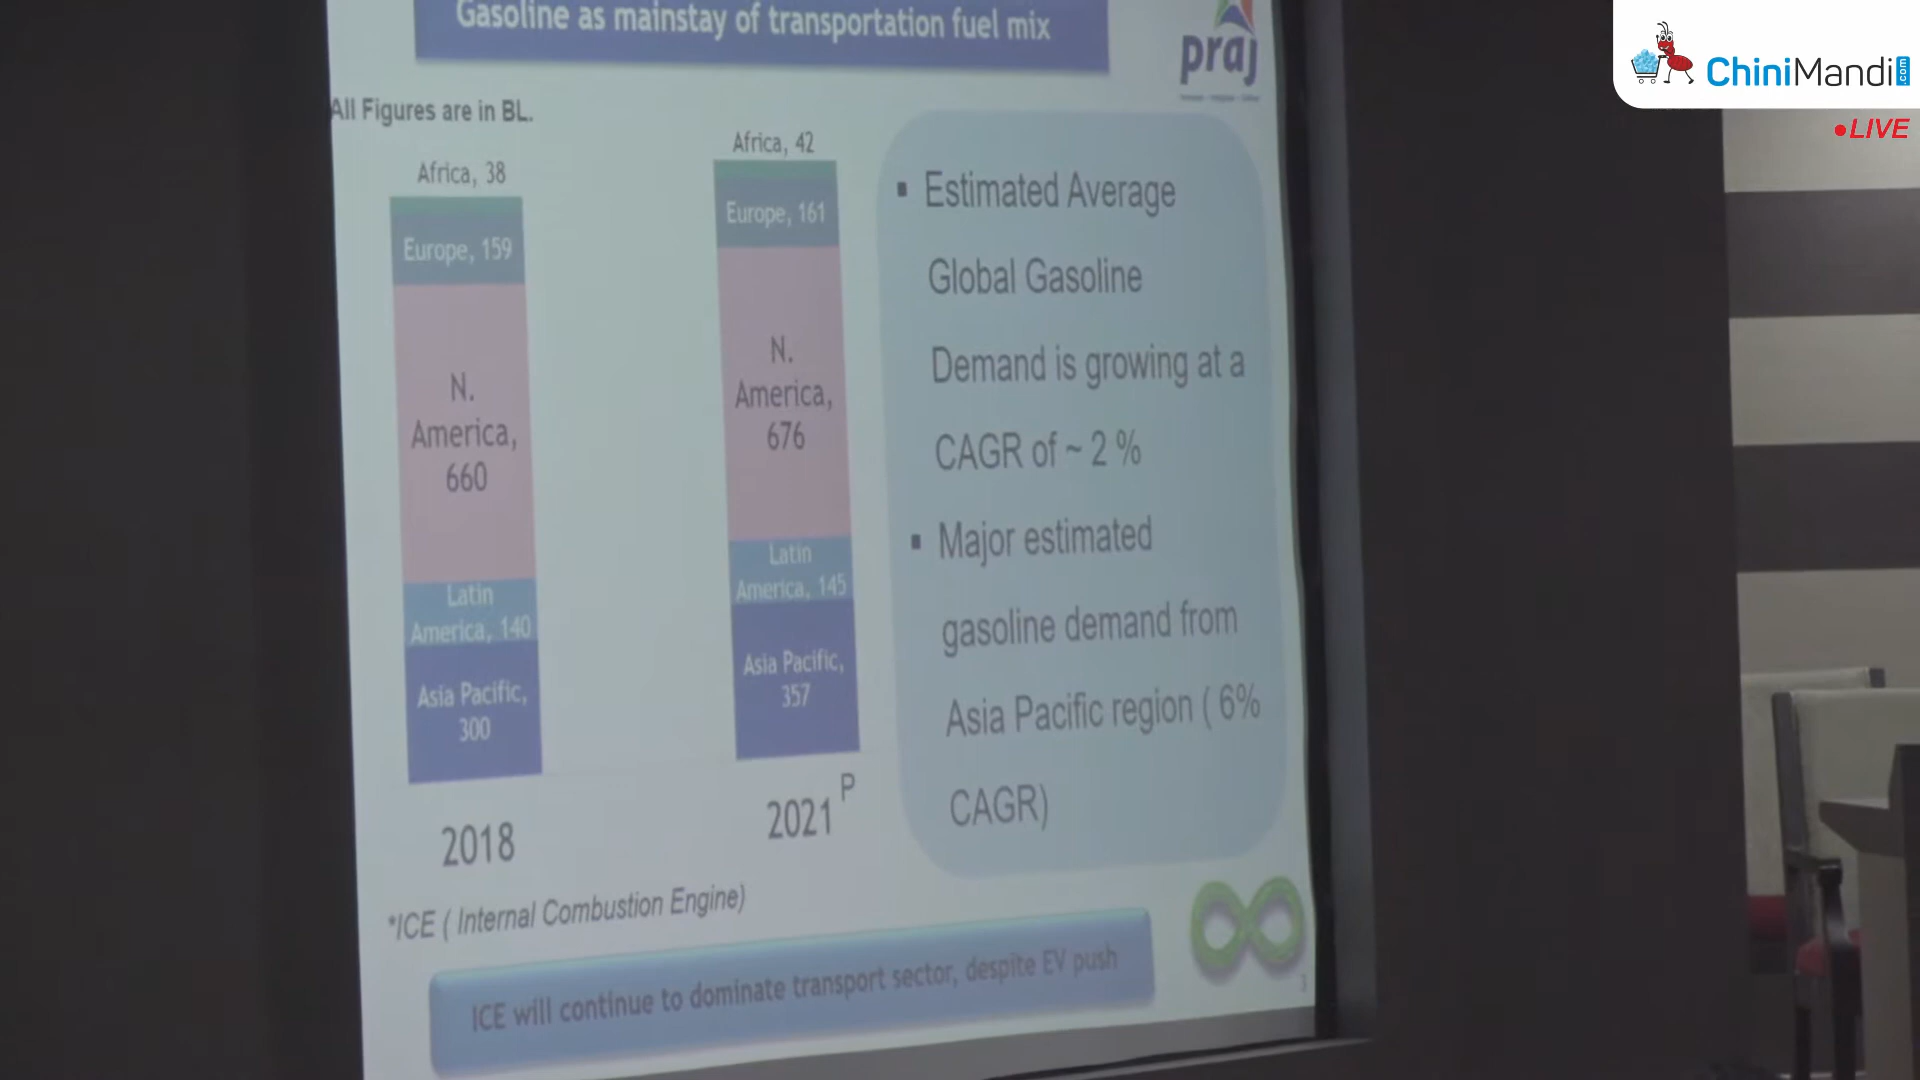 Gasoline as mainstay of transportation fuel mix
praj
ChiniMandi.com
LIVE
All Figures are in BL.
Africa, 38
Europe, 159
N.
America,
660
Latin
America, 140
Asia Pacific,
300
2018
Africa, 42
Europe, 161
N.
America,
676
Latin
America, 145
Asia Pacific,
357
2021 P
▪ Estimated Average
Global Gasoline
Demand is growing at a
CAGR of ~ 2 %
▪ Major estimated
gasoline demand from
Asia Pacific region ( 6%
CAGR)
*ICE ( Internal Combustion Engine)
ICE will continue to dominate transport sector, despite EV push